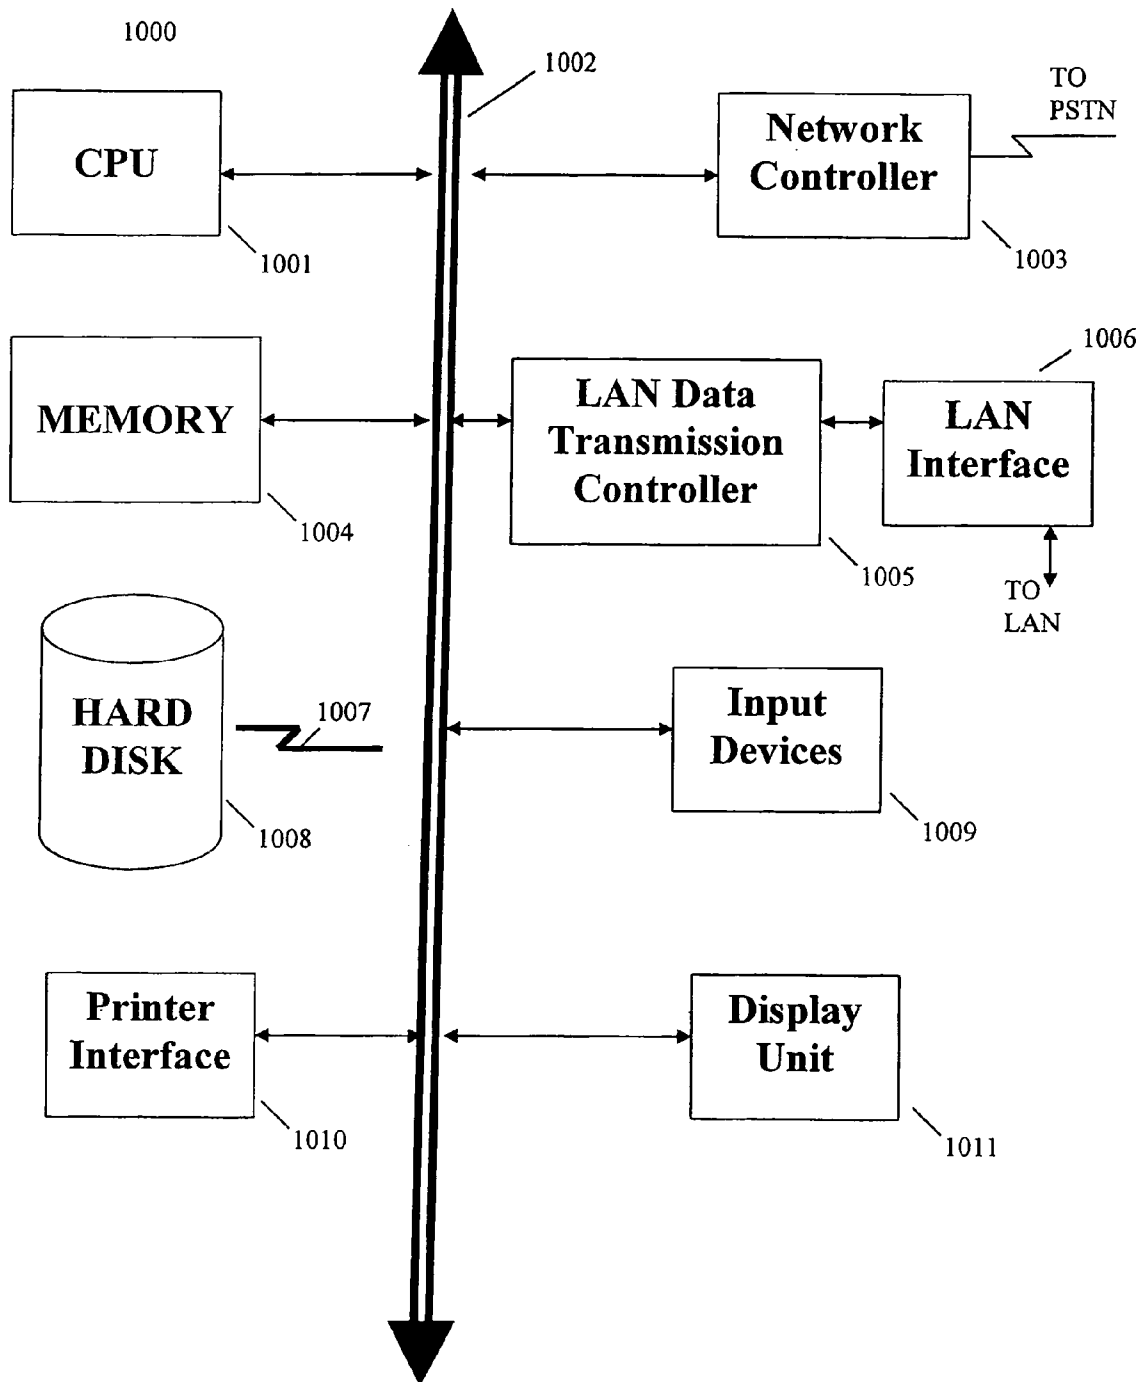 1000
1002
TO
PSTN
CPU
Network
Controller
1001
1003
1006
MEMORY
LAN Data
Transmission
Controller
LAN
Interface
1004
1005
TO
LAN
HARD
DISK
1007
Input
Devices
1008
1009
Printer
Interface
Display
Unit
1010
1011